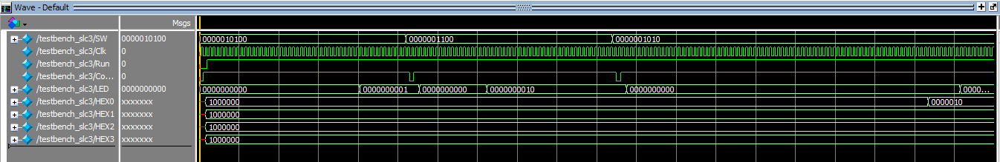 Wave - Default
Msgs
/testbench_slc3/SW 0000010100 0000010100 0000001100 0000001010
/testbench_slc3/Clk 0
/testbench_slc3/Run 0
/testbench_slc3/Co... 0
/testbench_slc3/LED 0000000000 0000000000 0000000001 0000000000 0000000010 0000000000 0000...
/testbench_slc3/HEX0 xxxxxxx 1000000 0000010
/testbench_slc3/HEX1 xxxxxxx 1000000
/testbench_slc3/HEX2 xxxxxxx 1000000
/testbench_slc3/HEX3 xxxxxxx 1000000